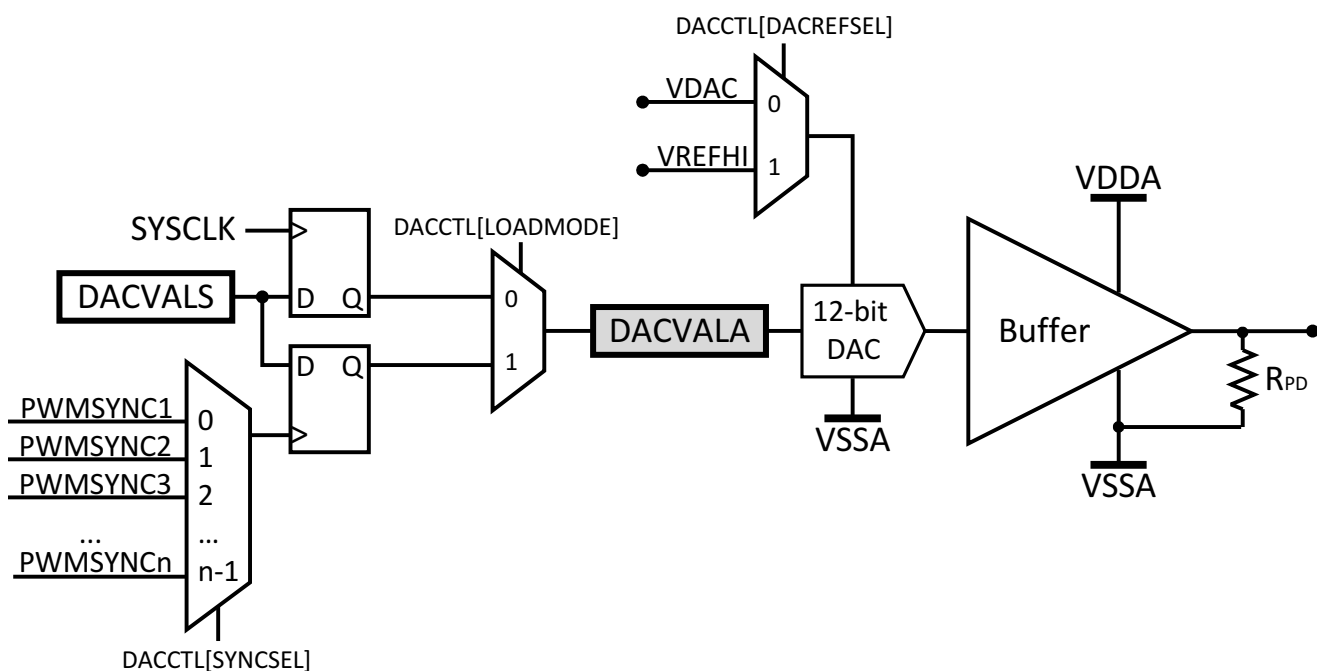 DACCTL[DACREFSEL]
VDAC
0
VREFHI
1
VDDA
SYSCLK
DACCTL[LOADMODE]
DACVALS
D Q
0
DACVALA
12-bit
DAC
Buffer
D Q
1
RPD
PWMSYNC1
0
PWMSYNC2
1
PWMSYNC3
2
...
...
PWMSYNCn
n-1
VSSA
VSSA
DACCTL[SYNCSEL]